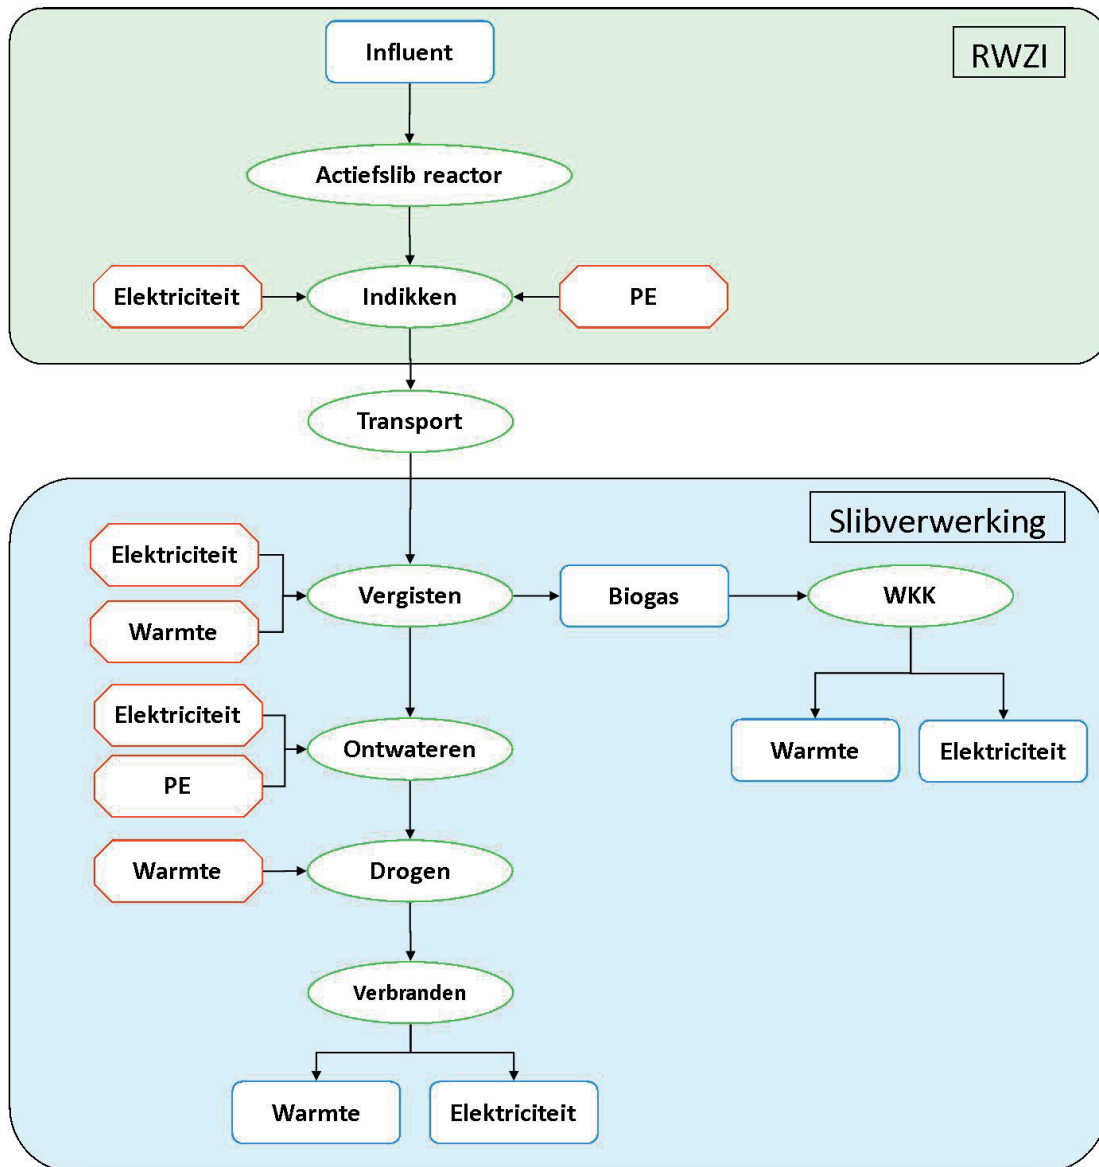 Influent
RWZI
Actiefslib reactor
Elektriciteit
Indikken
PE
Transport
Slibverwerking
Elektriciteit
Vergisten
Biogas
WKK
Warmte
Elektriciteit
Ontwateren
Warmte
Elektriciteit
PE
Warmte
Drogen
Verbranden
Warmte
Elektriciteit